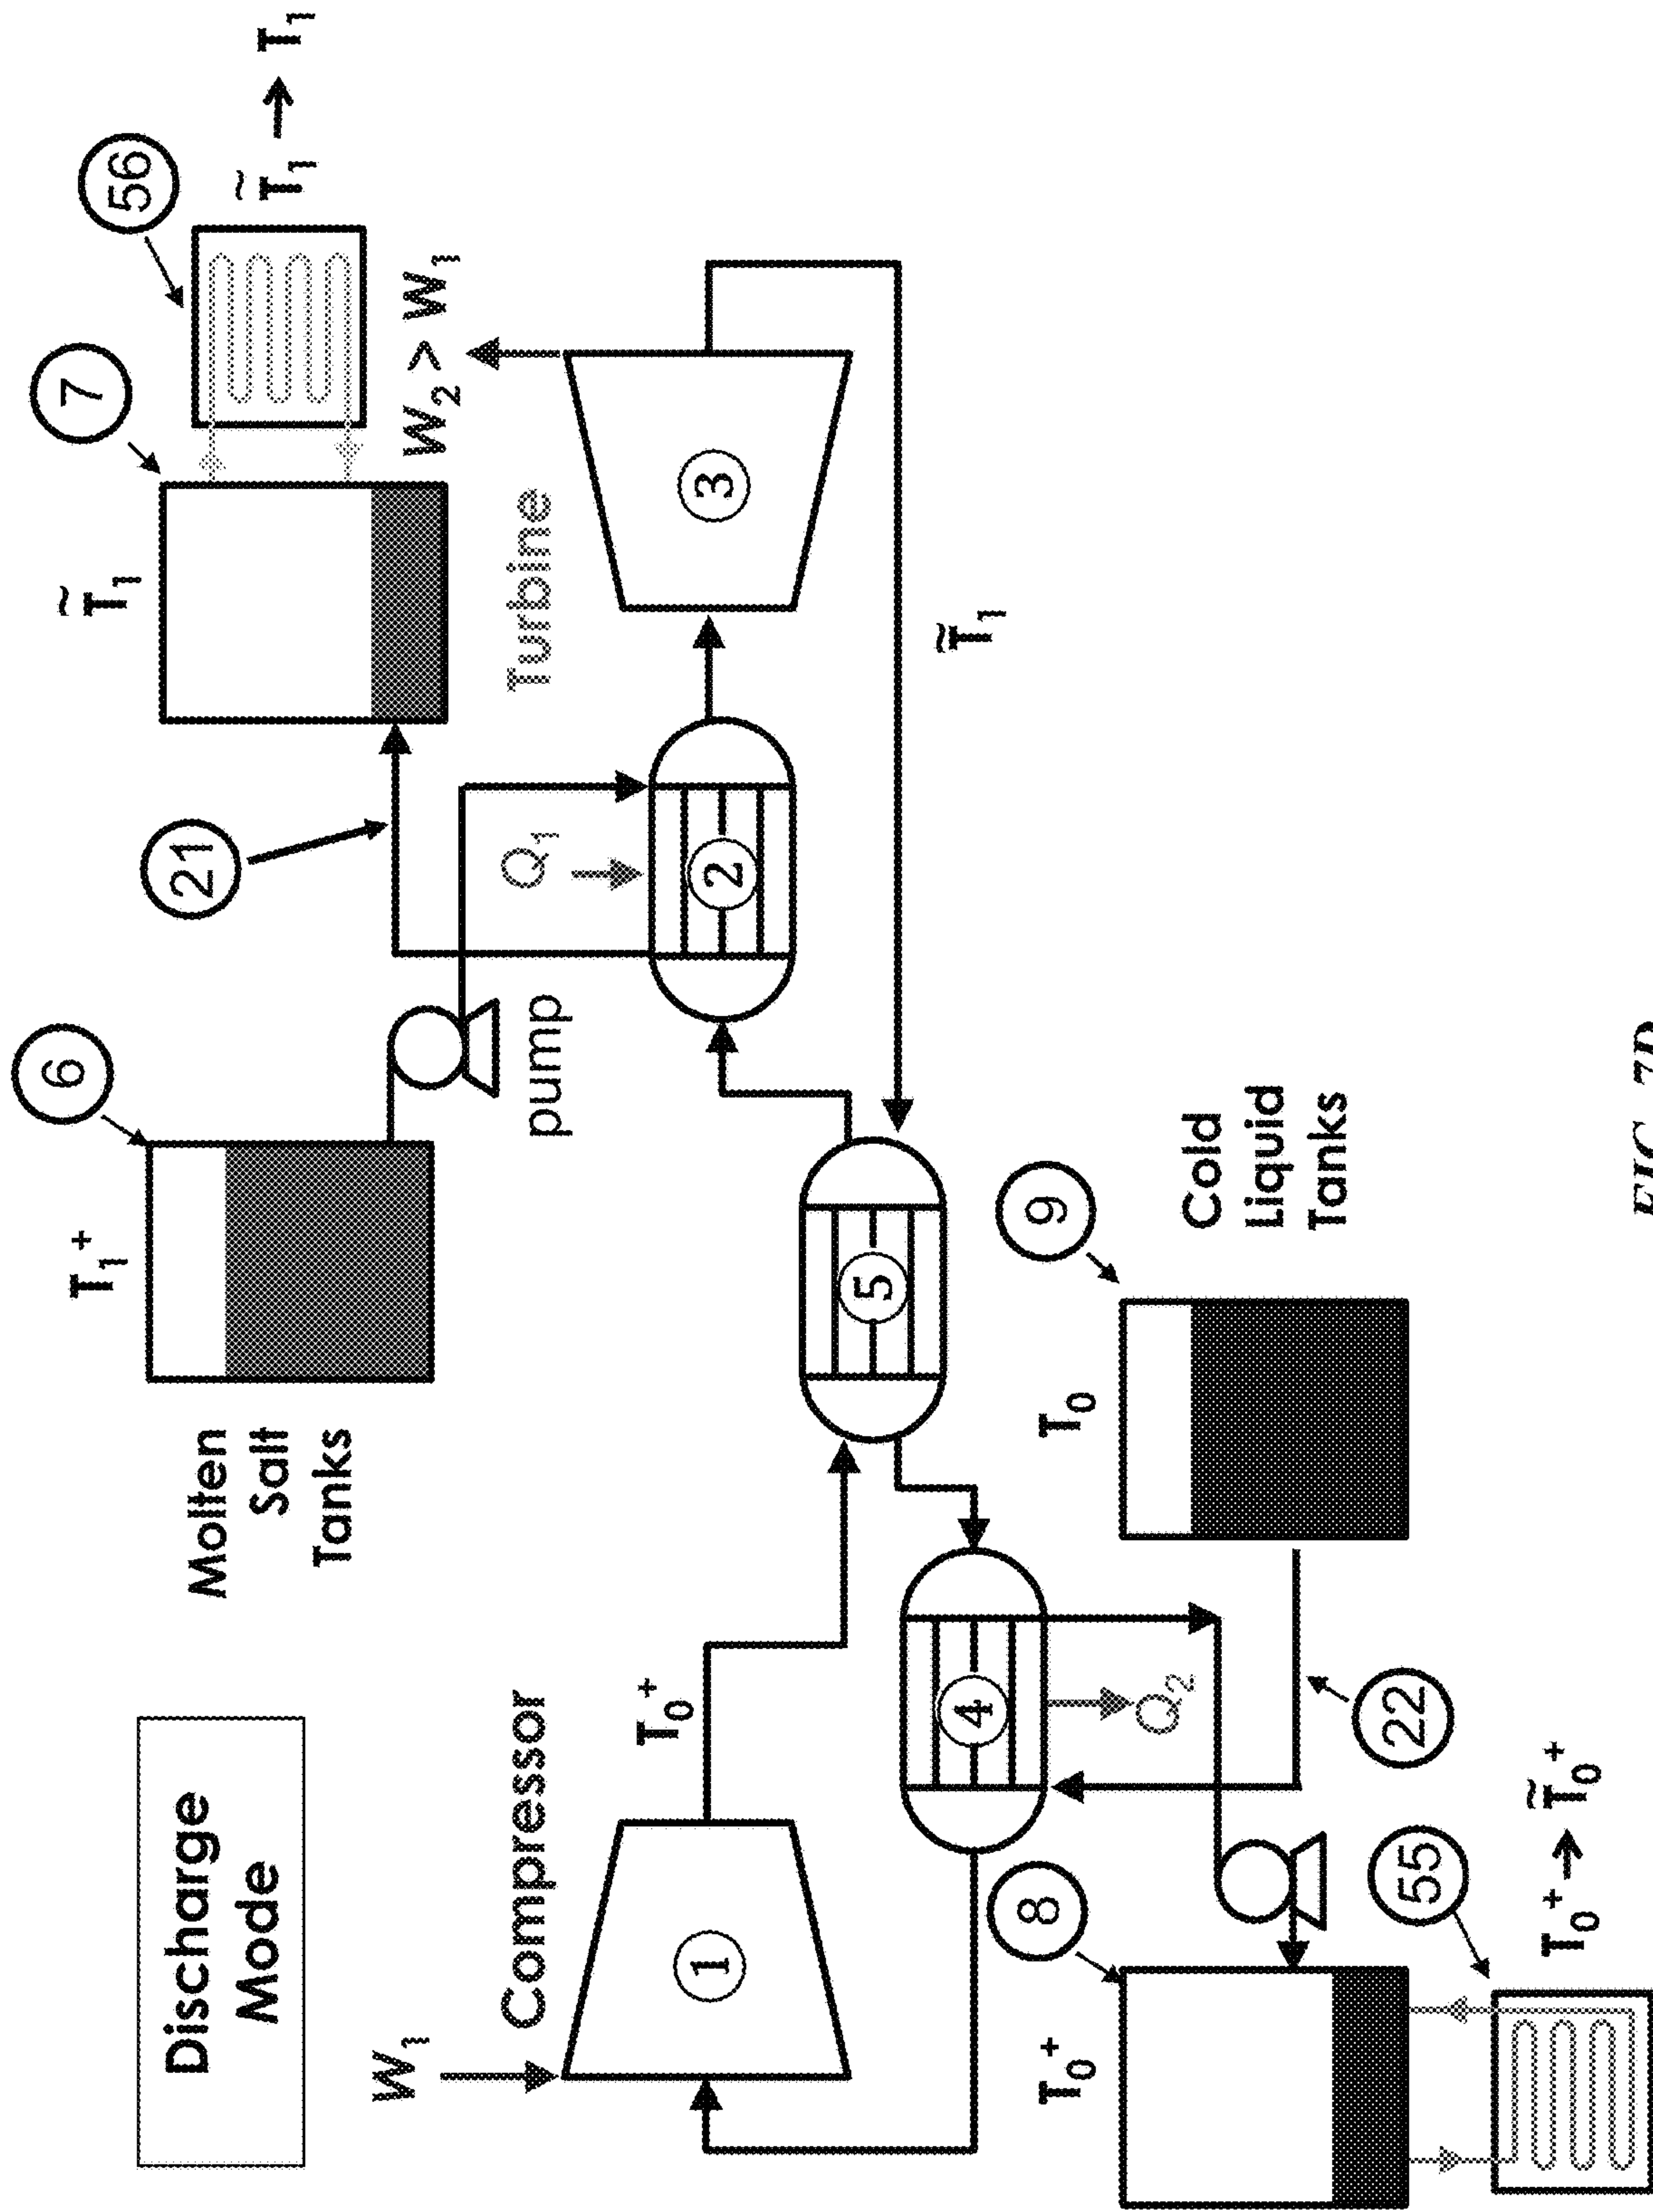 Discharge
Mode
Molten
Salt
Tanks
T₁⁺
6
pump
21
Q₁
T̃₁
7
56
T̃₁ → T₁
Turbine
W₂ > W₁
W₁
Compressor
1
T₀⁺
5
2
3
T̃₁
4
Q₂
8
T₀⁺
T₀
9
Cold
Liquid
Tanks
22
55
T₀⁺ → T̃₀⁺